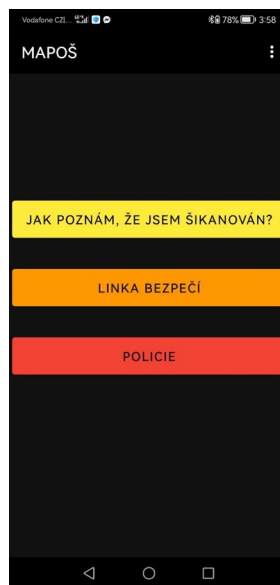 Vodafone CZ|... 78% 3:58
MAPOŠ
JAK POZNÁM, ŽE JSEM ŠIKANOVÁN?
LINKA BEZPEČÍ
POLICIE